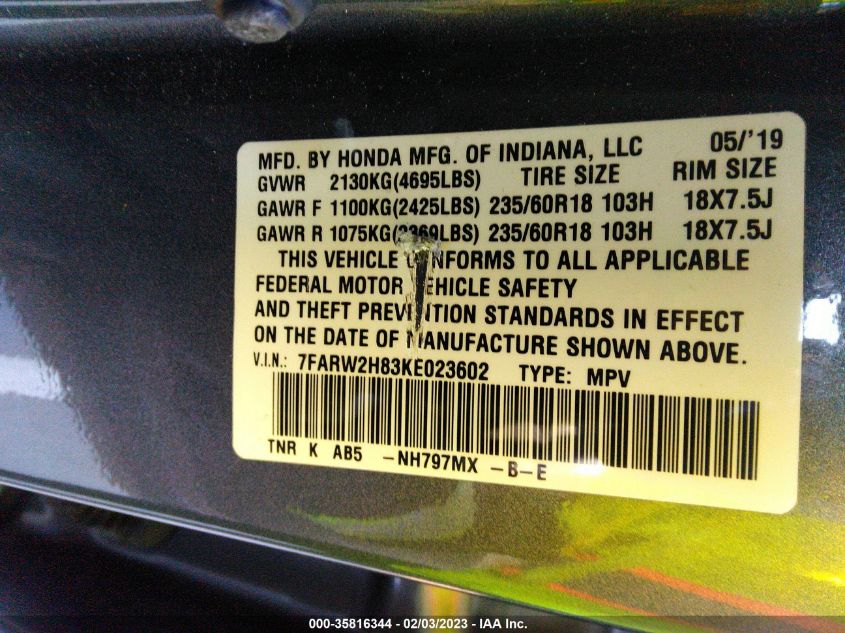 MFD. BY HONDA MFG. OF INDIANA, LLC 05/'19
GVWR 2130KG(4695LBS) TIRE SIZE RIM SIZE
GAWR F 1100KG(2425LBS) 235/60R18 103H 18X7.5J
GAWR R 1075KG(2369LBS) 235/60R18 103H 18X7.5J
THIS VEHICLE CONFORMS TO ALL APPLICABLE
FEDERAL MOTOR VEHICLE SAFETY
AND THEFT PREVENTION STANDARDS IN EFFECT
ON THE DATE OF MANUFACTURE SHOWN ABOVE.
V.I.N.: 7FARW2H83KE023602 TYPE: MPV
TNR K AB5 -NH797MX -B-E
000-35816344 - 02/03/2023 - IAA Inc.